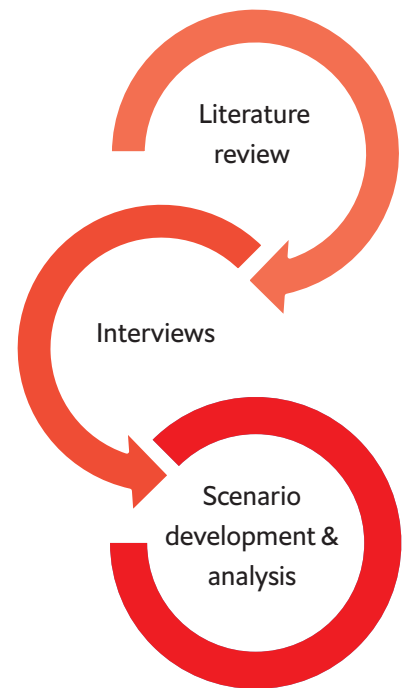 Literature
review
Interviews
Scenario
development &
analysis